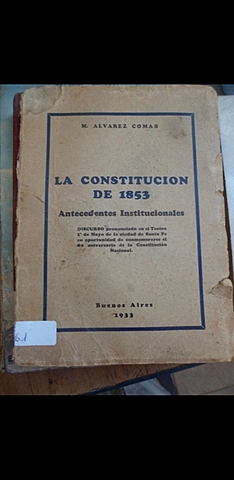 M. ALVAREZ COMAS
LA CONSTITUCION
DE 1853
Antecedentes Institucionales
DISCURSO pronunciado en el Teatro
1º de Mayo de la ciudad de Santa Fe
en oportunidad de conmemorarse el
80 aniversario de la Constitución
Nacional.
Buenos Aires
1933